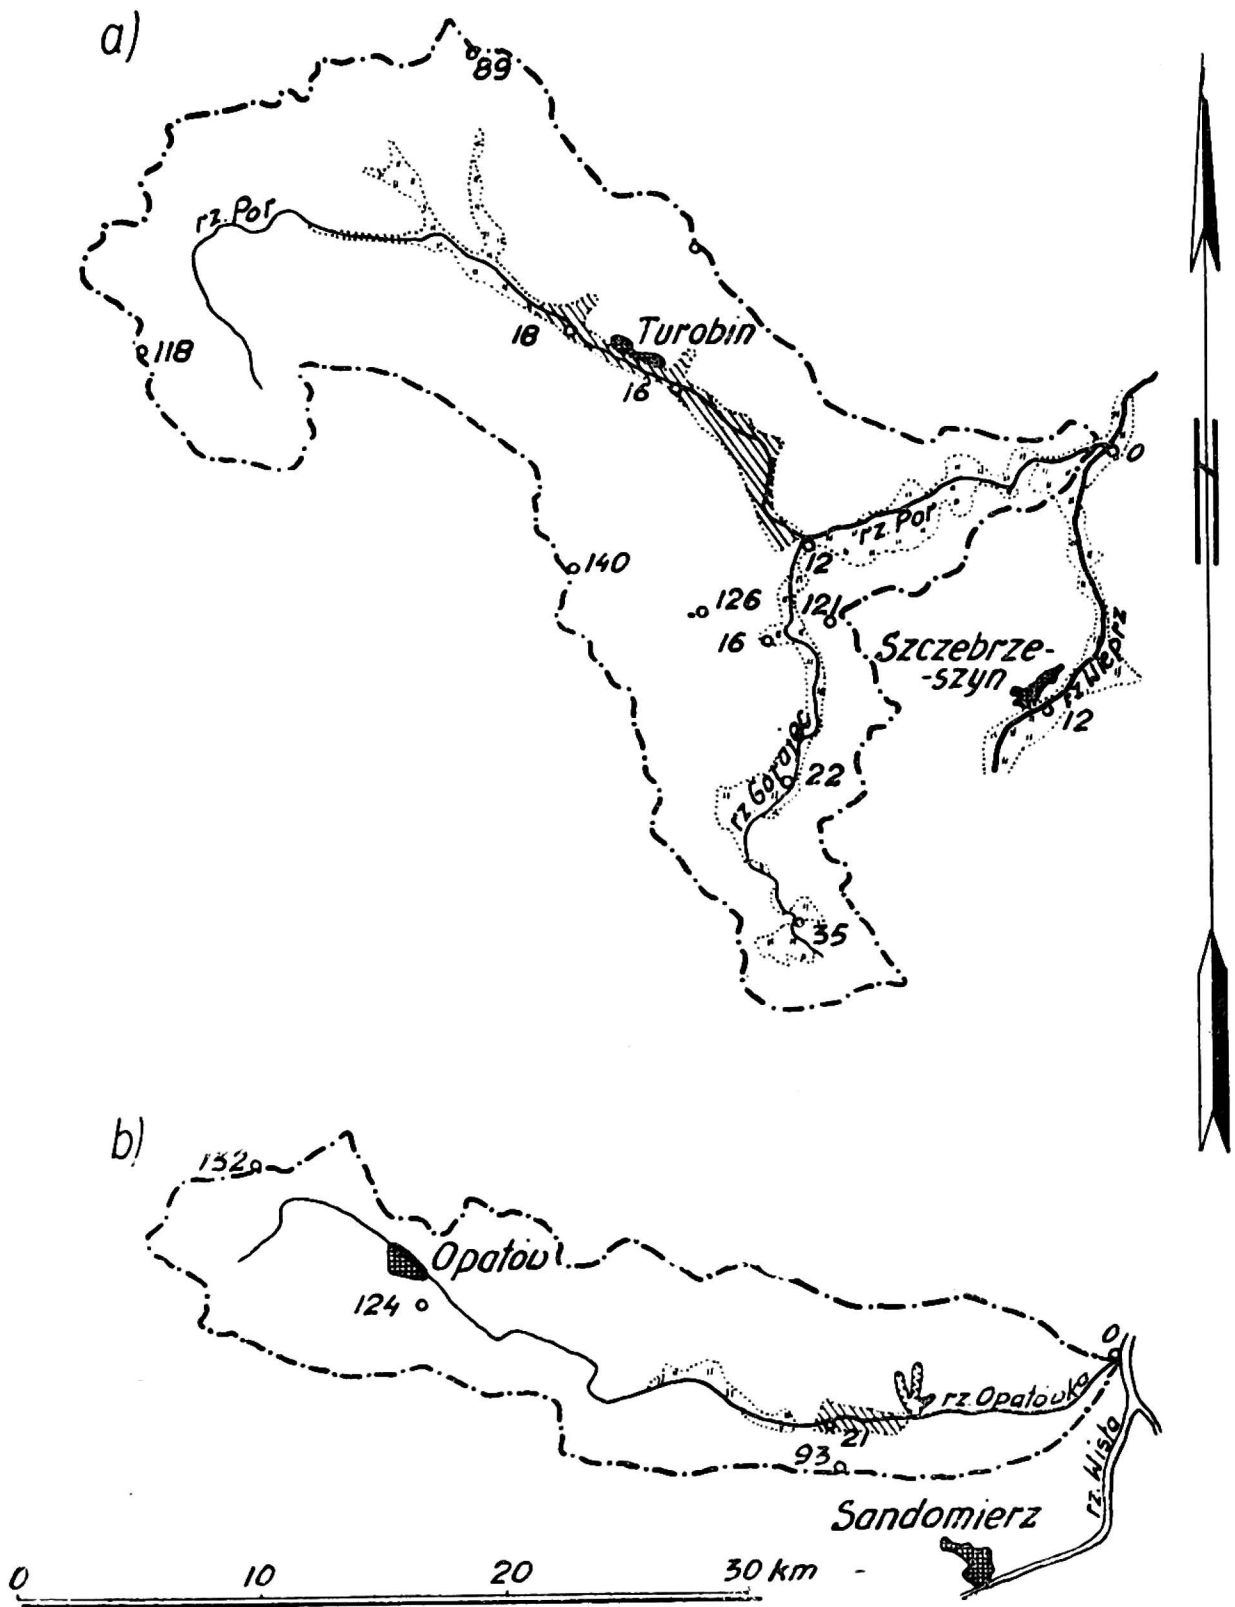 a)
89
rz. Por
118
18
Turobin
16
0
rz. Por
12
140
126
121
16
Szczebrze-
-szyn
rz. Wieprz
12
rz. Gorajec
22
35
b)
132
Opatów
124
0
rz. Opatówka
21
93
rz. Wisła
Sandomierz
0 10 20 30 km